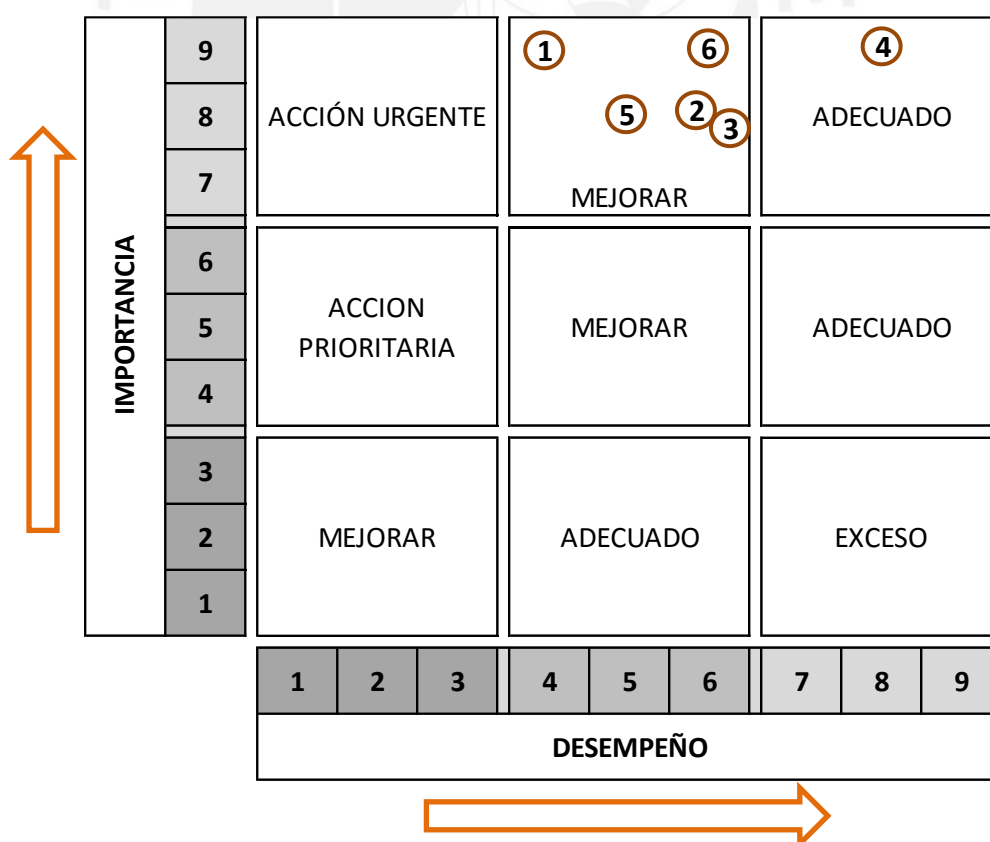 9 1 6 4
8 ACCIÓN URGENTE 5 2 3 ADECUADO
7 MEJORAR
IMPORTANCIA
6
5 ACCION PRIORITARIA MEJORAR ADECUADO
4
3
2 MEJORAR ADECUADO EXCESO
1
1 2 3 4 5 6 7 8 9
DESEMPEÑO